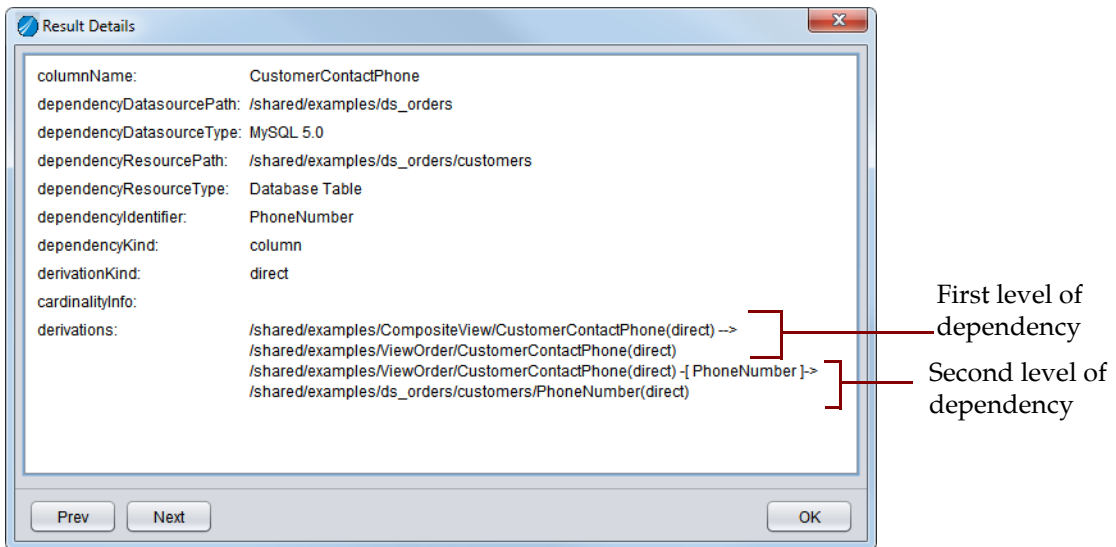 Result Details
columnName: CustomerContactPhone
dependencyDatasourcePath: /shared/examples/ds_orders
dependencyDatasourceType: MySQL 5.0
dependencyResourcePath: /shared/examples/ds_orders/customers
dependencyResourceType: Database Table
dependencyIdentifier: PhoneNumber
dependencyKind: column
derivationKind: direct
cardinalityInfo:
derivations: /shared/examples/CompositeView/CustomerContactPhone(direct) -->
/shared/examples/ViewOrder/CustomerContactPhone(direct)
/shared/examples/ViewOrder/CustomerContactPhone(direct) -[ PhoneNumber ]->
/shared/examples/ds_orders/customers/PhoneNumber(direct)
First level of
dependency
Second level of
dependency
Prev Next OK